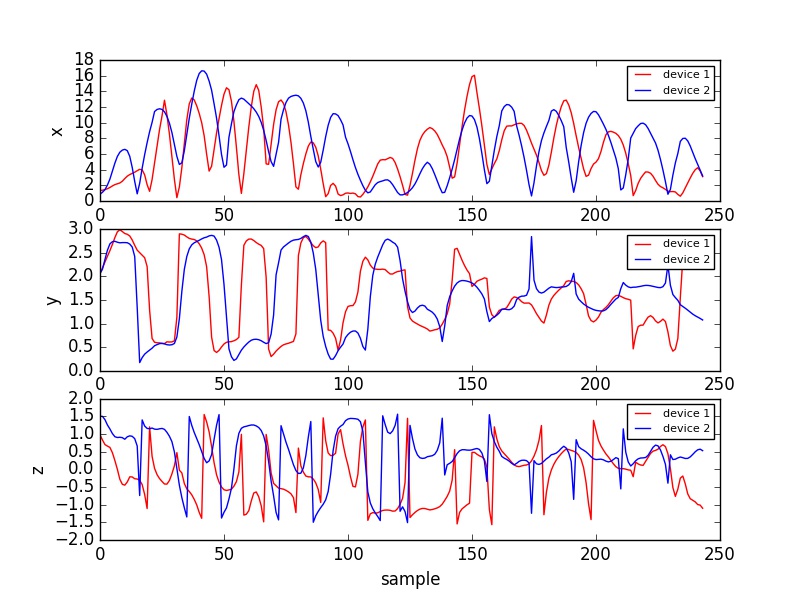 18
16
14
12
10
8
6
4
2
0
x
device 1
device 2
0 50 100 150 200 250
3.0
2.5
2.0
1.5
1.0
0.5
0.0
y
device 1
device 2
0 50 100 150 200 250
2.0
1.5
1.0
0.5
0.0
−0.5
−1.0
−1.5
−2.0
z
device 1
device 2
0 50 100 150 200 250
sample